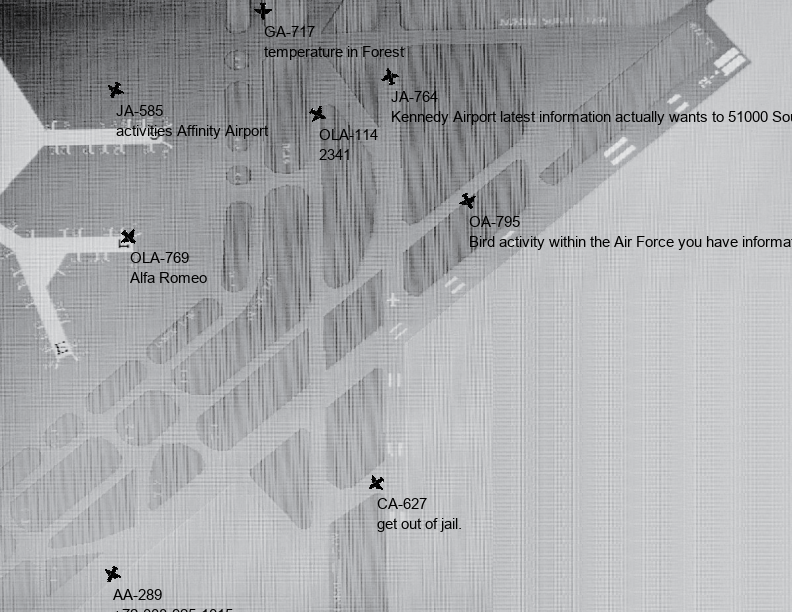 GA-717
temperature in Forest
JA-585
activities Affinity Airport
JA-764
Kennedy Airport latest information actually wants to 51000 Sou
OLA-114
2341
OA-795
Bird activity within the Air Force you have informa
OLA-769
Alfa Romeo
CA-627
get out of jail.
AA-289